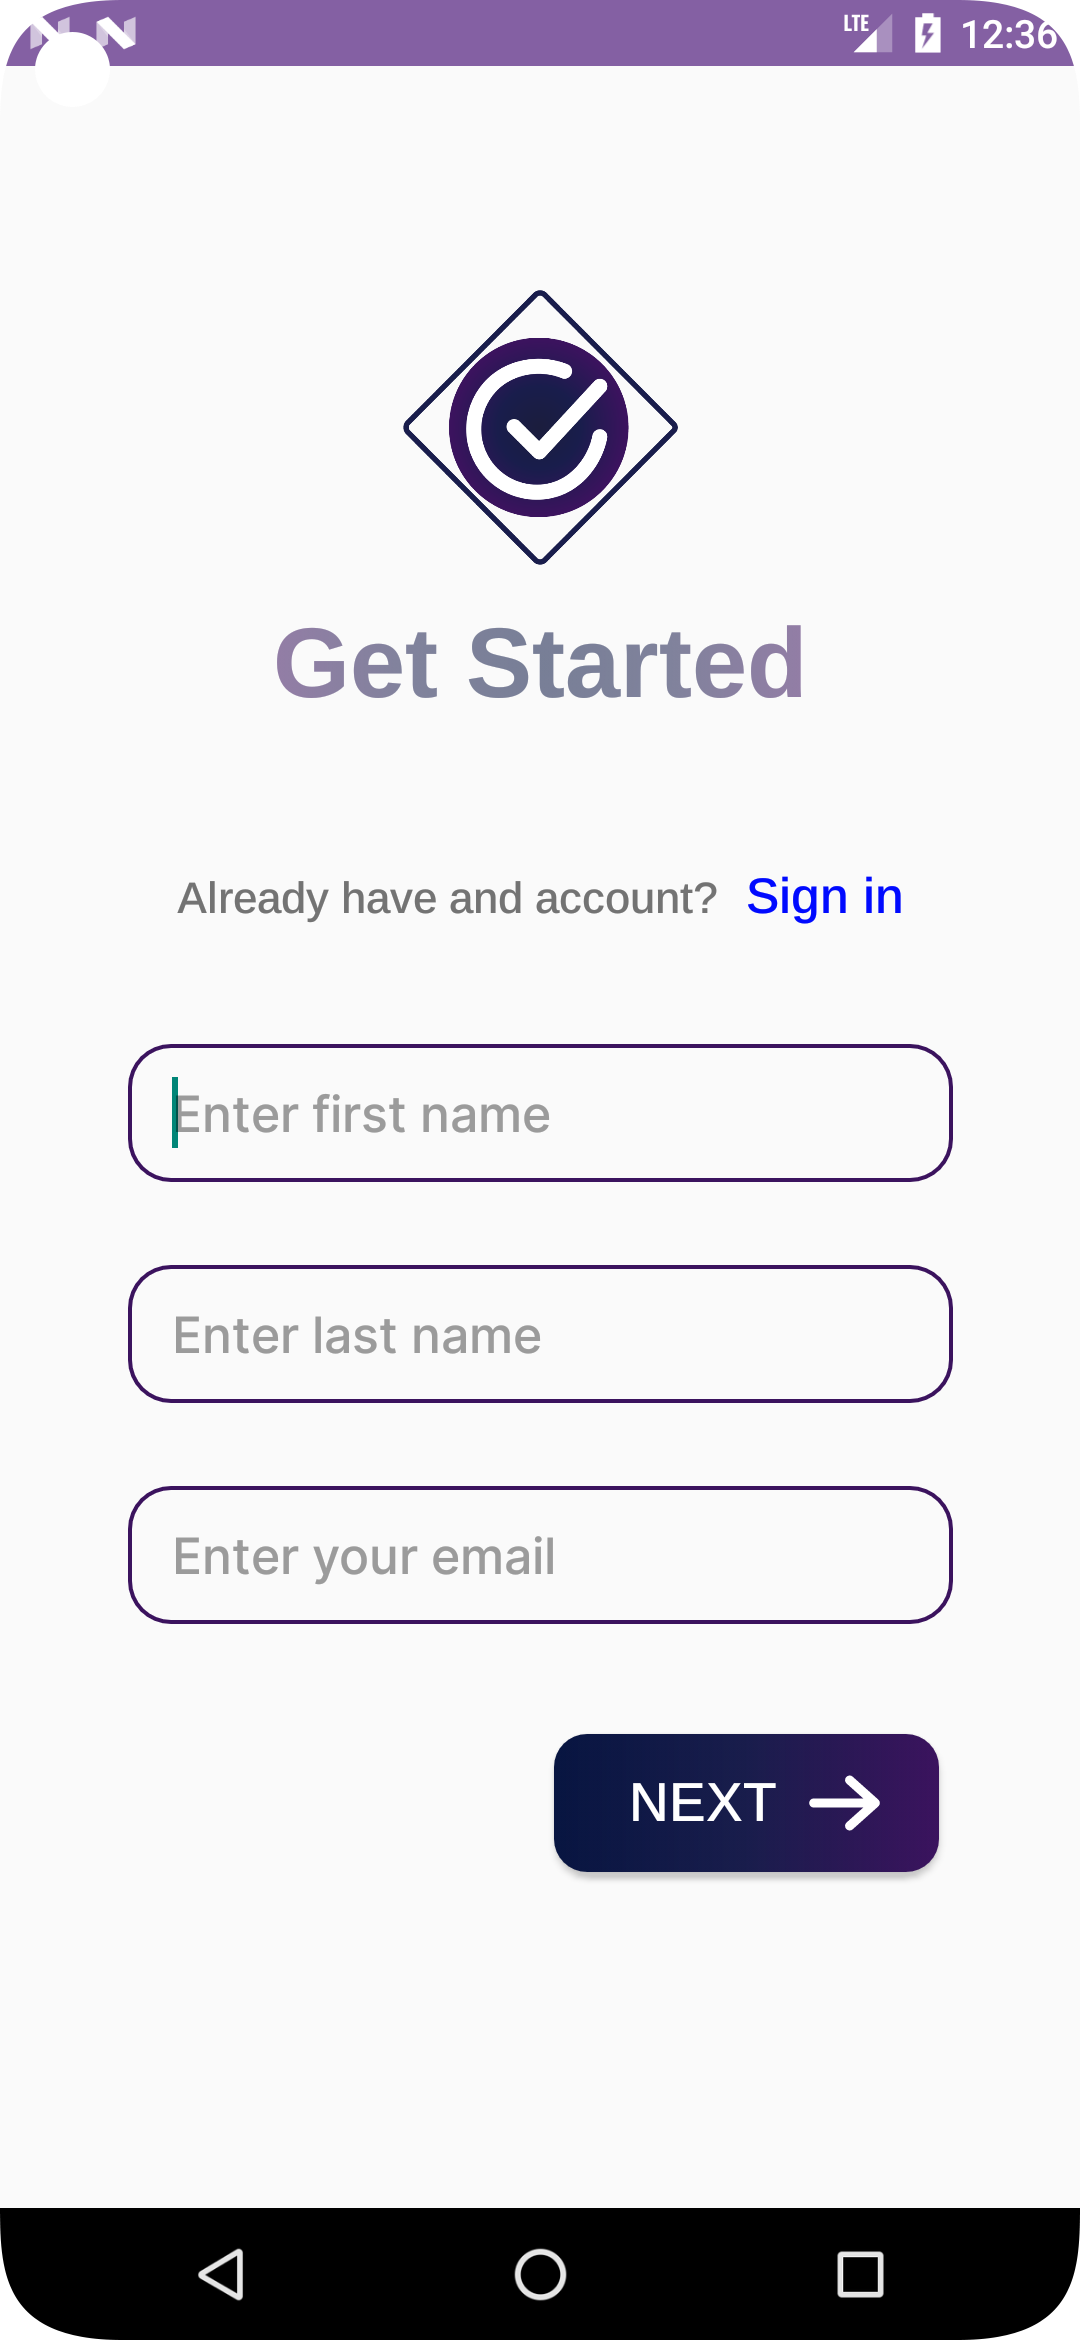 LTE 12:36
Get Started
Already have and account? Sign in
Enter first name
Enter last name
Enter your email
NEXT